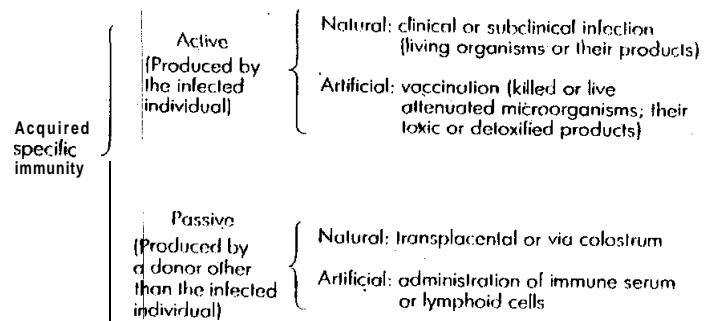 Active
(Produced by
the infected
individual)
Natural: clinical or subclinical infection
(living organisms or their products)
Artificial: vaccination (killed or live
attenuated microorganisms; their
toxic or detoxified products)
Acquired
specific
immunity
Passive
(Produced by
a donor other
than the infected
individual)
Natural: transplacental or via colostrum
Artificial: administration of immune serum
or lymphoid cells